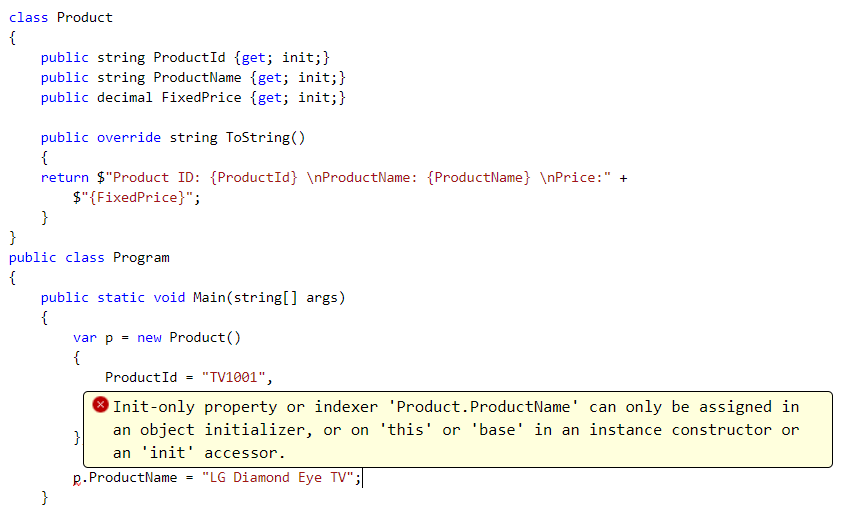 class Product
{
    public string ProductId {get; init;}
    public string ProductName {get; init;}
    public decimal FixedPrice {get; init;}

    public override string ToString()
    {
    return $"Product ID: {ProductId} \nProductName: {ProductName} \nPrice:" +
        $"{FixedPrice}";
    }
}
public class Program
{
    public static void Main(string[] args)
    {
        var p = new Product()
        {
            ProductId = "TV1001",
Init-only property or indexer 'Product.ProductName' can only be assigned in
an object initializer, or on 'this' or 'base' in an instance constructor or
        }
an 'init' accessor.
        p.ProductName = "LG Diamond Eye TV";
    }